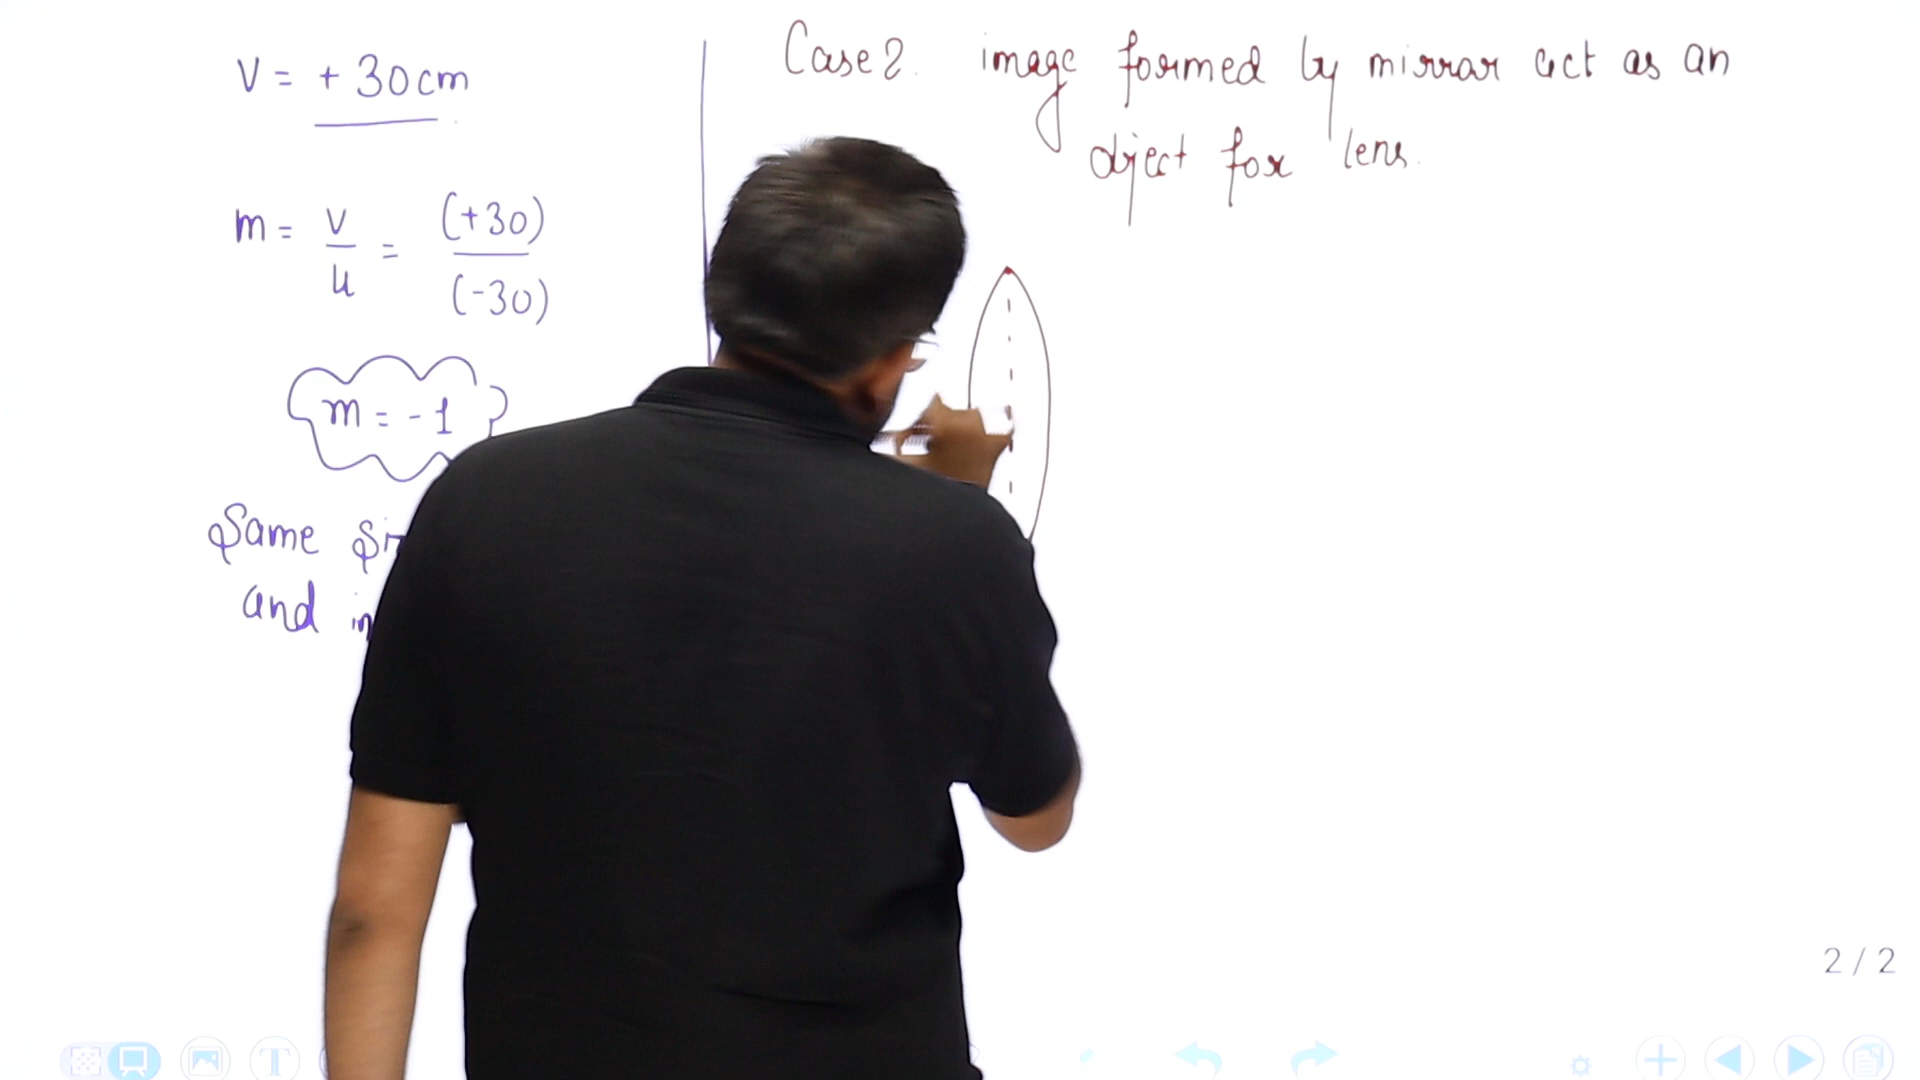 V = + 30cm
m = v/u = (+30)/(-30)
m = -1
Same
and
Case 2. image formed by mirror act as an
object for lens.
2 / 2
T